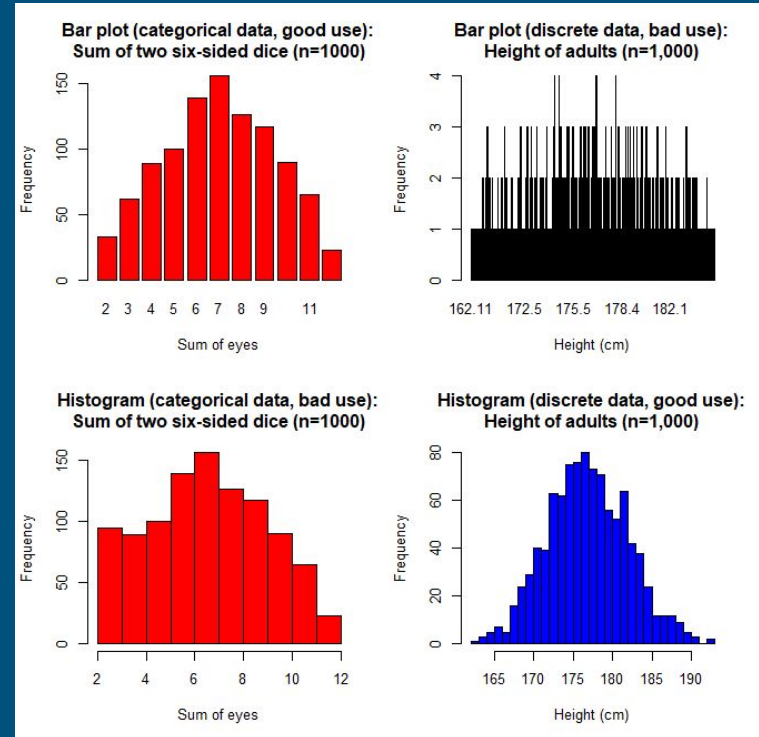 Bar plot (categorical data, good use):
Sum of two six-sided dice (n=1000)
Frequency
0 50 100 150
2 3 4 5 6 7 8 9 11
Sum of eyes
Bar plot (discrete data, bad use):
Height of adults (n=1,000)
Frequency
0 1 2 3 4
162.11 172.5 175.5 178.4 182.1
Height (cm)
Histogram (categorical data, bad use):
Sum of two six-sided dice (n=1000)
Frequency
0 50 100 150
2 4 6 8 10 12
Sum of eyes
Histogram (discrete data, good use):
Height of adults (n=1,000)
Frequency
0 20 40 60 80
165 170 175 180 185 190
Height (cm)